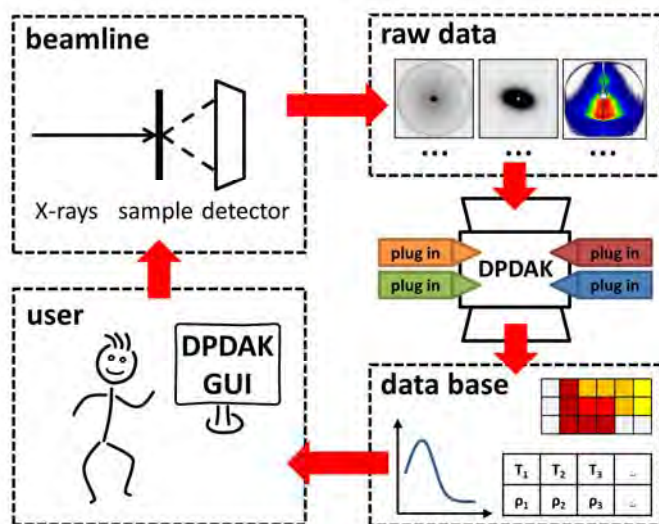 beamline
X-rays sample detector
raw data
... ... ...
plug in
plug in
DPDAK
plug in
plug in
data base
T1 T2 T3 ..
ρ1 ρ2 ρ3 ..
user
DPDAK
GUI